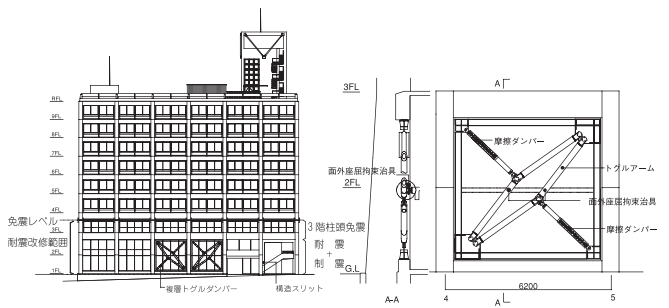 RFL
9FL
8FL
7FL
6FL
5FL
4FL
3FL
2FL
1FL
免震レベル
耐震改修範囲
3階柱頭免震
耐震
+
制震
複層トグルダンパー
構造スリット
3FL
面外座屈拘束治具
2FL
G.L
A-A
A
摩擦ダンパー
トグルアーム
面外座屈拘束治具
摩擦ダンパー
6200
4
A
5